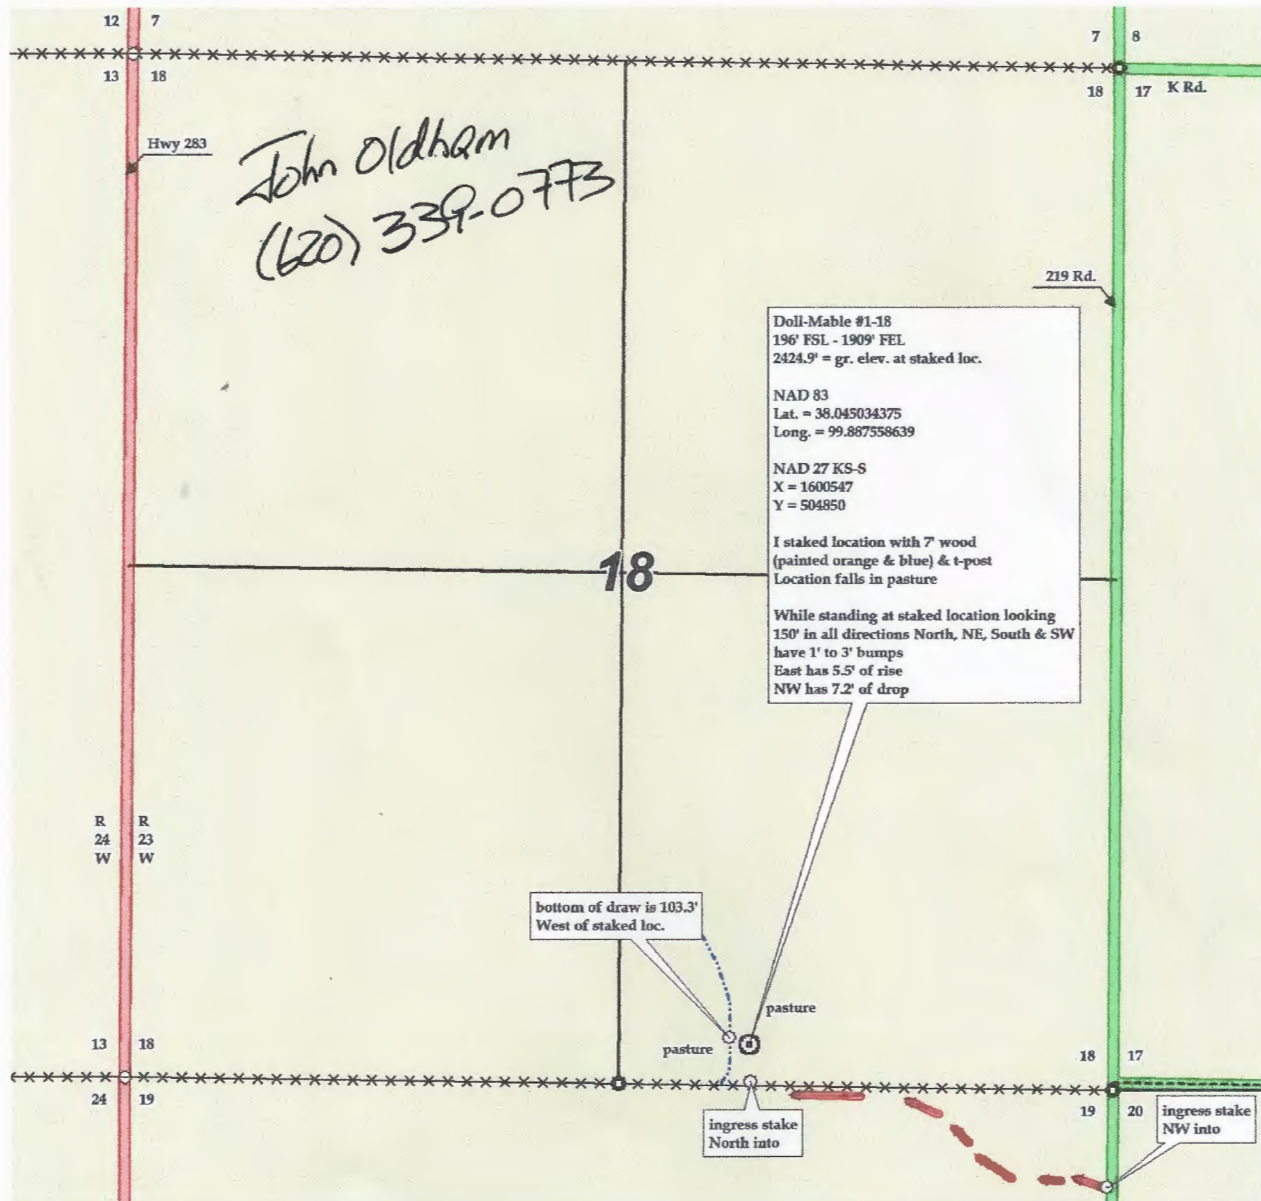 12 7
7 8
13 18
18 17 K Rd.
Hwy 283
John Oldham
(620) 339-0773
219 Rd.
Doll-Mable #1-18
196' FSL - 1909' FEL
2424.9' = gr. elev. at staked loc.
NAD 83
Lat. = 38.045034375
Long. = 99.887558639
NAD 27 KS-S
X = 1600547
Y = 504850
I staked location with 7' wood
(painted orange & blue) & t-post
Location falls in pasture
While standing at staked location looking
150' in all directions North, NE, South & SW
have 1' to 3' bumps
East has 5.5' of rise
NW has 7.2' of drop
18
R R
24 23
W W
bottom of draw is 103.3'
West of staked loc.
pasture
pasture
13 18
18 17
24 19
19 20
ingress stake
North into
ingress stake
NW into